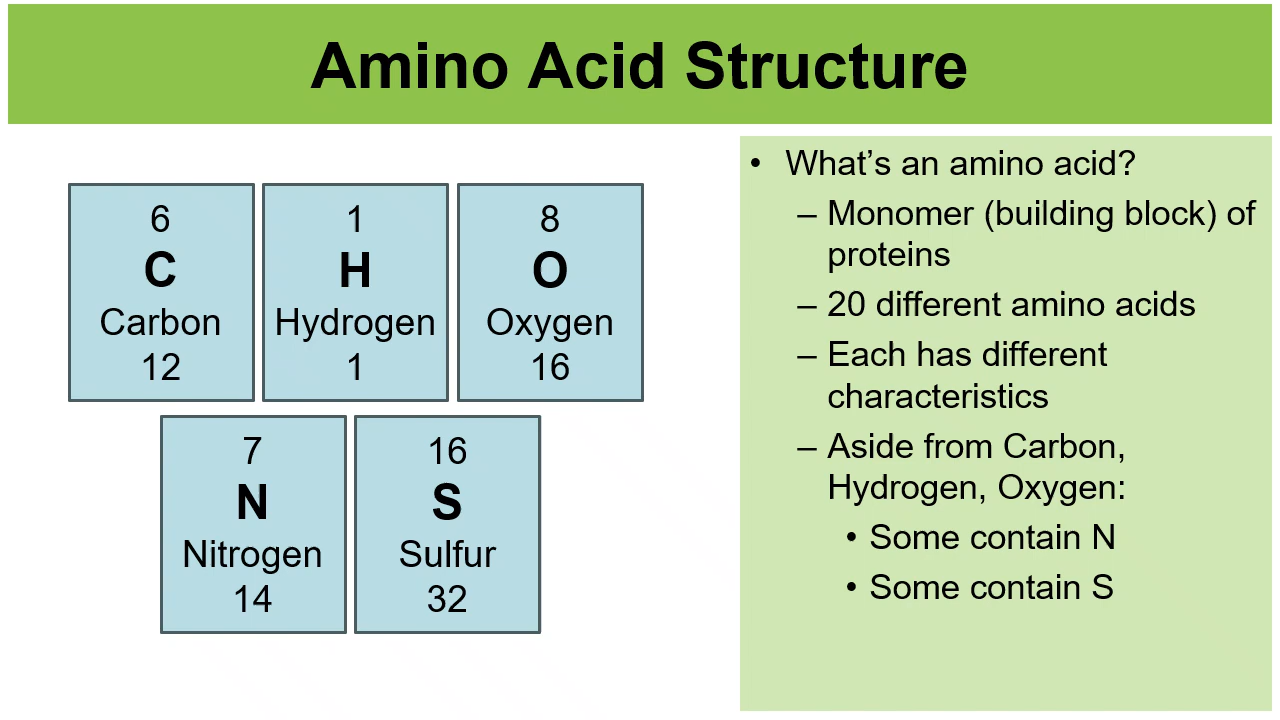 Amino Acid Structure
6
C
Carbon
12
1
H
Hydrogen
1
8
O
Oxygen
16
7
N
Nitrogen
14
16
S
Sulfur
32
• What’s an amino acid?
– Monomer (building block) of
proteins
– 20 different amino acids
– Each has different
characteristics
– Aside from Carbon,
Hydrogen, Oxygen:
• Some contain N
• Some contain S